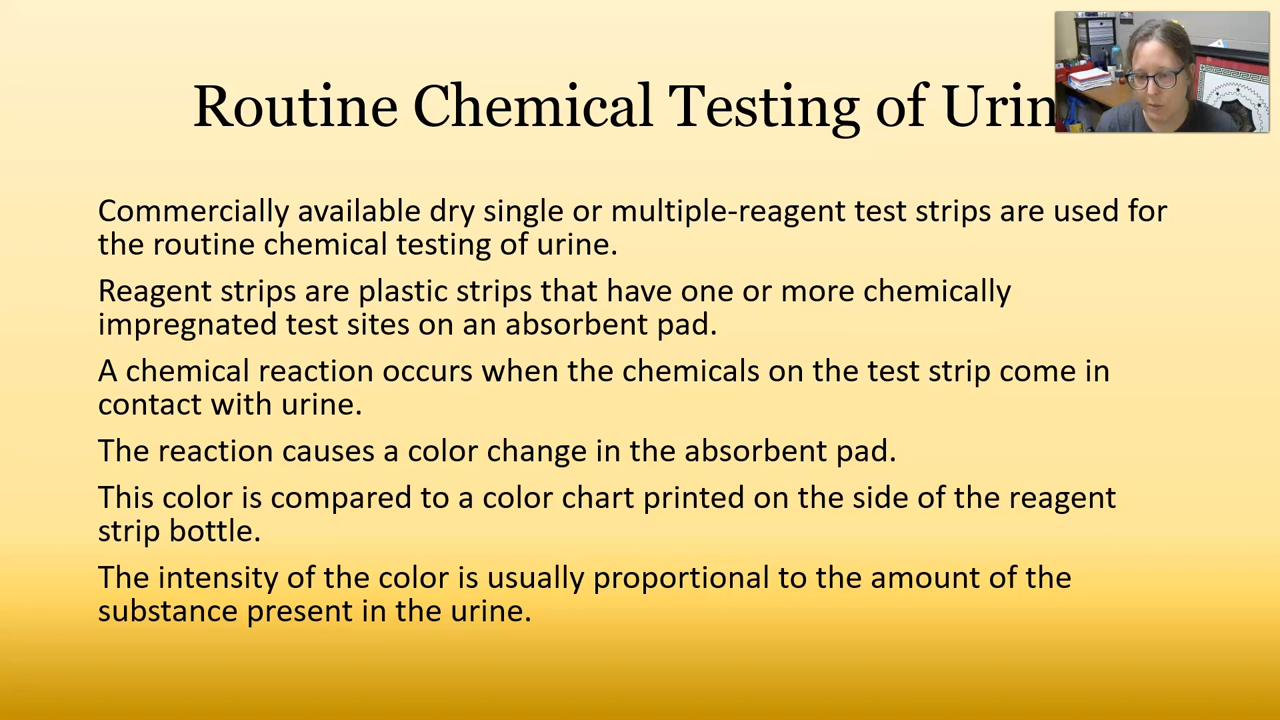 Routine Chemical Testing of
Commercially available dry single or multiple-reagent test strips are used for
the routine chemical testing of urine.
Reagent strips are plastic strips that have one or more chemically
impregnated test sites on an absorbent pad.
A chemical reaction occurs when the chemicals on the test strip come in
contact with urine.
The reaction causes a color change in the absorbent pad.
This color is compared to a color chart printed on the side of the reagent
strip bottle.
The intensity of the color is usually proportional to the amount of the
substance present in the urine.